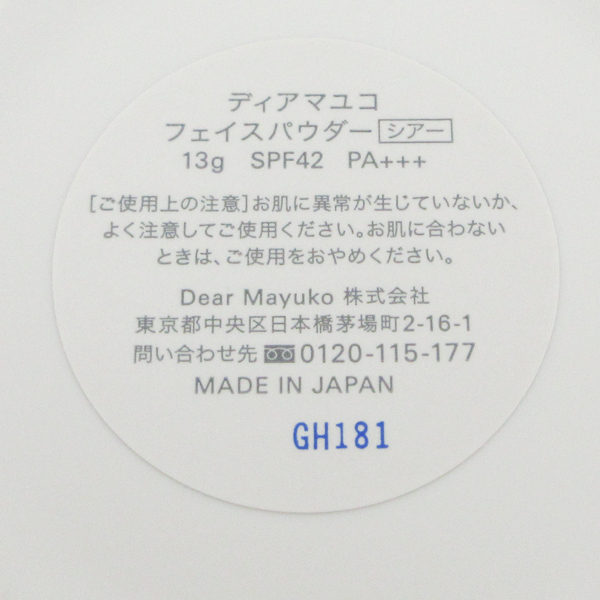 ディアマユコ
フェイスパウダー シアー
13g SPF42 PA+++
[ご使用上の注意]お肌に異常が生じていないか、
よく注意してご使用ください。お肌に合わない
ときは、ご使用をおやめください。
Dear Mayuko 株式会社
東京都中央区日本橋茅場町2-16-1
問い合わせ先 0120-115-177
MADE IN JAPAN
GH181